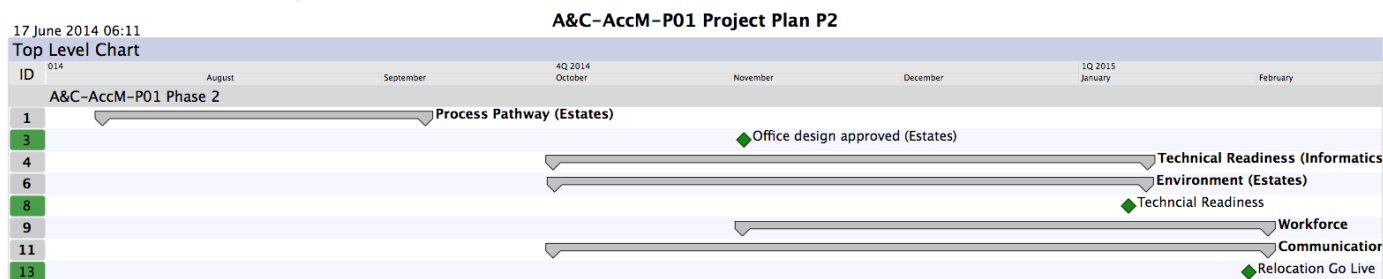 A&C-AccM-P01 Project Plan P2
17 June 2014 06:11
Top Level Chart
ID 014 4Q 2014 1Q 2015
August September October November December January February
A&C-AccM-P01 Phase 2
1 Process Pathway (Estates)
3 Office design approved (Estates)
4 Technical Readiness (Informatics
6 Environment (Estates)
8 Techncial Readiness
9 Workforce
11 Communication
13 Relocation Go Live